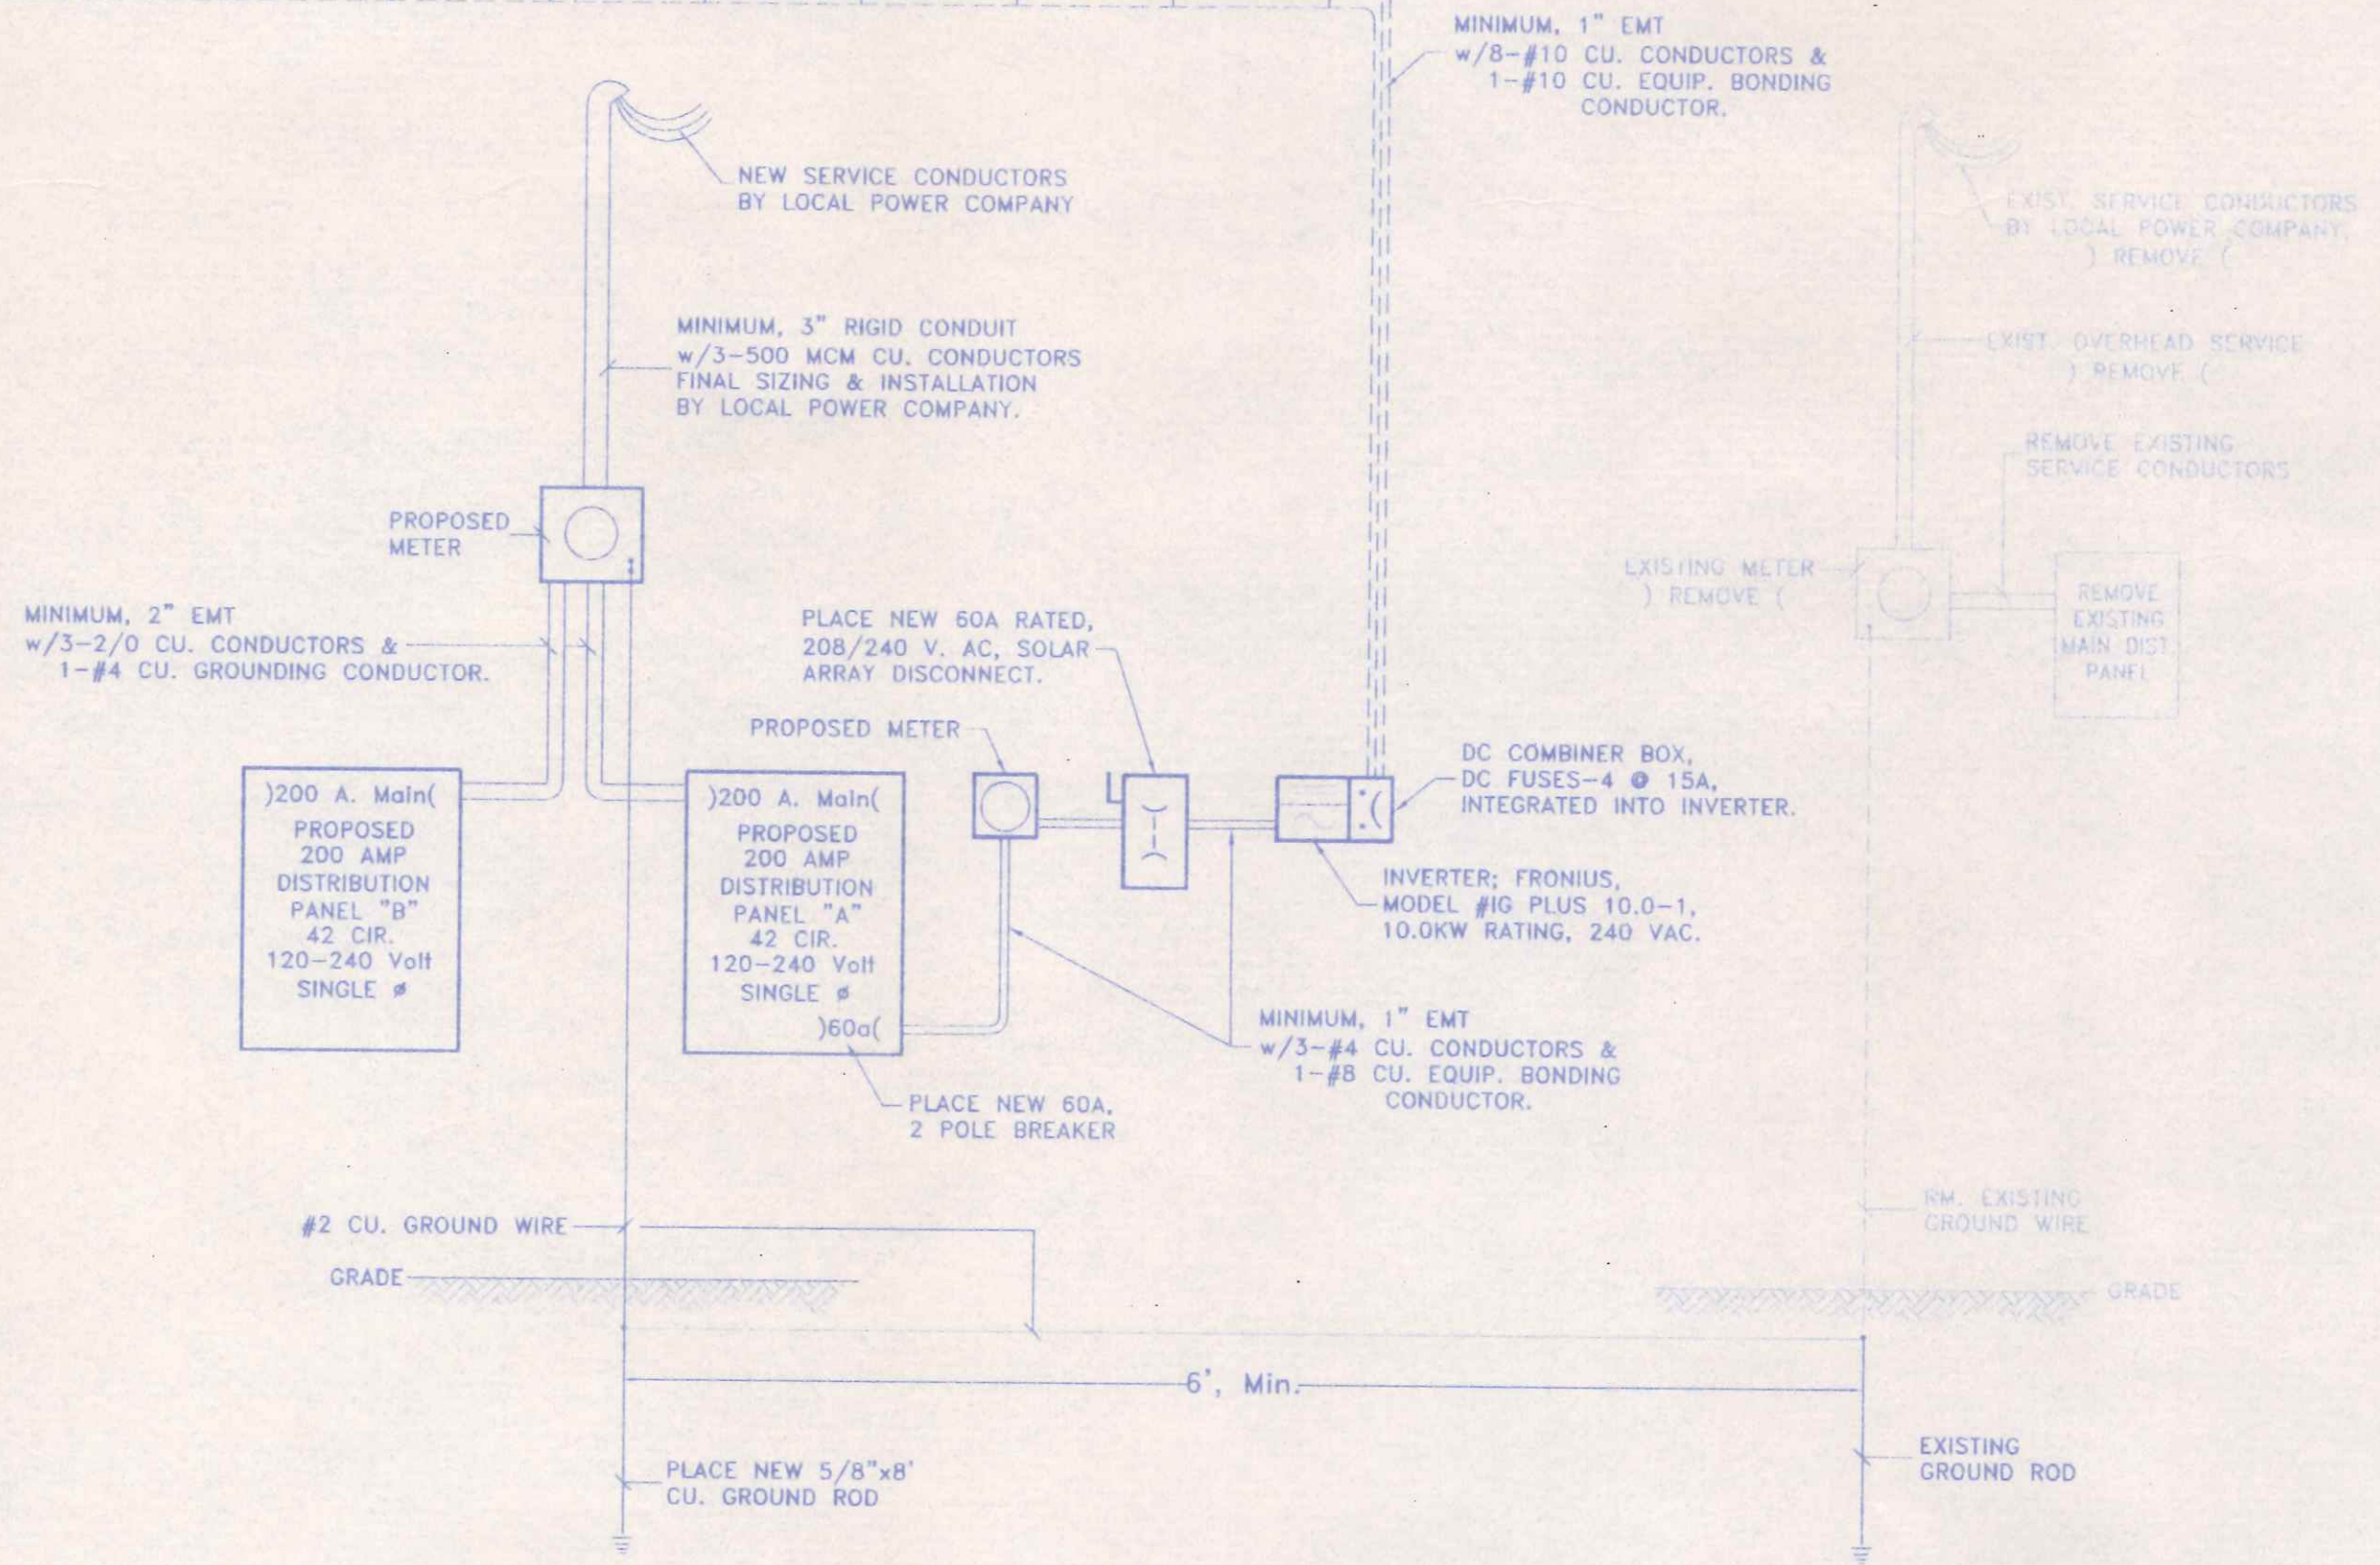 MINIMUM, 1" EMT
w/8-#10 CU. CONDUCTORS &
1-#10 CU. EQUIP. BONDING
CONDUCTOR.
NEW SERVICE CONDUCTORS
BY LOCAL POWER COMPANY
EXIST. SERVICE CONDUCTORS
BY LOCAL POWER COMPANY.
) REMOVE (
MINIMUM, 3" RIGID CONDUIT
w/3-500 MCM CU. CONDUCTORS
FINAL SIZING & INSTALLATION
BY LOCAL POWER COMPANY.
EXIST. OVERHEAD SERVICE
) REMOVE (
REMOVE EXISTING
SERVICE CONDUCTORS
PROPOSED
METER
EXISTING METER
) REMOVE (
REMOVE
EXISTING
MAIN DIST.
PANEL
MINIMUM, 2" EMT
w/3-2/0 CU. CONDUCTORS &
1-#4 CU. GROUNDING CONDUCTOR.
PLACE NEW 60A RATED,
208/240 V. AC, SOLAR
ARRAY DISCONNECT.
PROPOSED METER
DC COMBINER BOX,
DC FUSES-4 @ 15A,
INTEGRATED INTO INVERTER.
)200 A. Main(
PROPOSED
200 AMP
DISTRIBUTION
PANEL "B"
42 CIR.
120-240 Volt
SINGLE ø
)200 A. Main(
PROPOSED
200 AMP
DISTRIBUTION
PANEL "A"
42 CIR.
120-240 Volt
SINGLE ø
)60a(
INVERTER; FRONIUS,
MODEL #IG PLUS 10.0-1,
10.0KW RATING, 240 VAC.
MINIMUM, 1" EMT
w/3-#4 CU. CONDUCTORS &
1-#8 CU. EQUIP. BONDING
CONDUCTOR.
PLACE NEW 60A,
2 POLE BREAKER
#2 CU. GROUND WIRE
RM. EXISTING
GROUND WIRE
GRADE
GRADE
6', Min.
PLACE NEW 5/8"x8'
CU. GROUND ROD
EXISTING
GROUND ROD